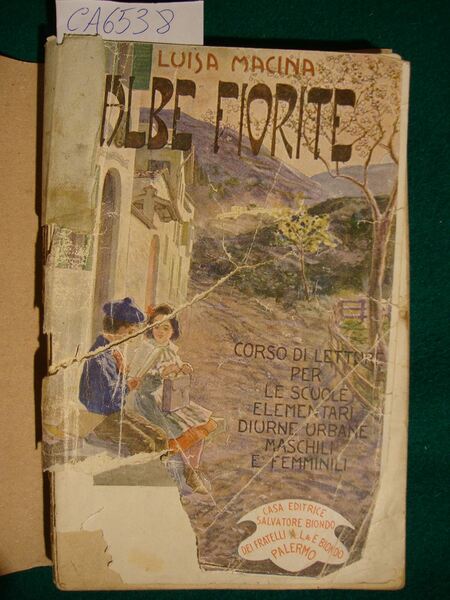 CA6538
LUISA MACINA
ALBE FIORITE
CORSO DI LETTURE
PER
LE SCUOLE
ELEMENTARI
DIURNE URBANE
MASCHILI
E FEMMINILI
CASA EDITRICE
SALVATORE BIONDO
DEI FRATELLI A. L. & E. BIONDO
PALERMO